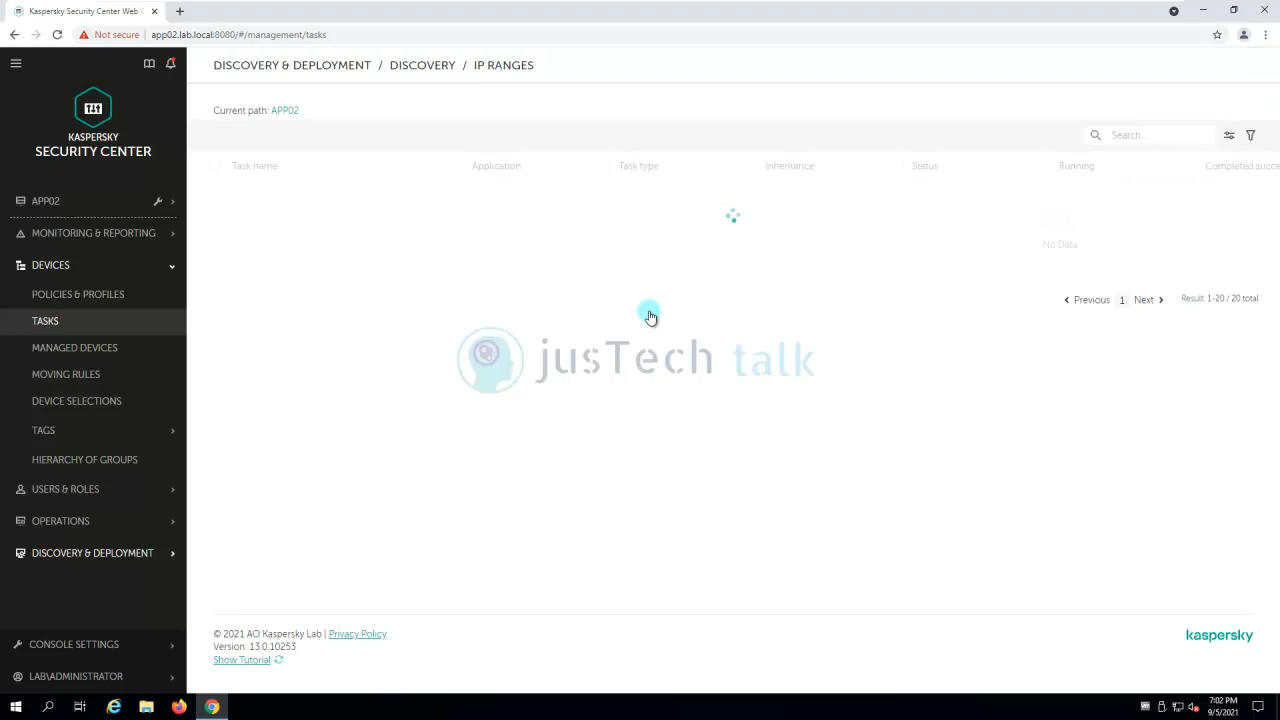 Kaspersky Security Center Web C
Not secure
app02.lab.local:8080/#/management/tasks
KASPERSKY
SECURITY CENTER
APP02
MONITORING & REPORTING
DEVICES
POLICIES & PROFILES
TASKS
MANAGED DEVICES
MOVING RULES
DEVICE SELECTIONS
TAGS
HIERARCHY OF GROUPS
USERS & ROLES
OPERATIONS
DISCOVERY & DEPLOYMENT
CONSOLE SETTINGS
LAB\ADMINISTRATOR
DISCOVERY & DEPLOYMENT / DISCOVERY / IP RANGES
Current path: APP02
Search...
Task name Application Task type Inheritance Status Running Completed succe
No Data
Previous 1 Next Result: 1-20 / 20 total
jusTech talk
© 2021 AO Kaspersky Lab | Privacy Policy
Version: 13.0.10253
Show Tutorial
kaspersky
7:02 PM
9/5/2021